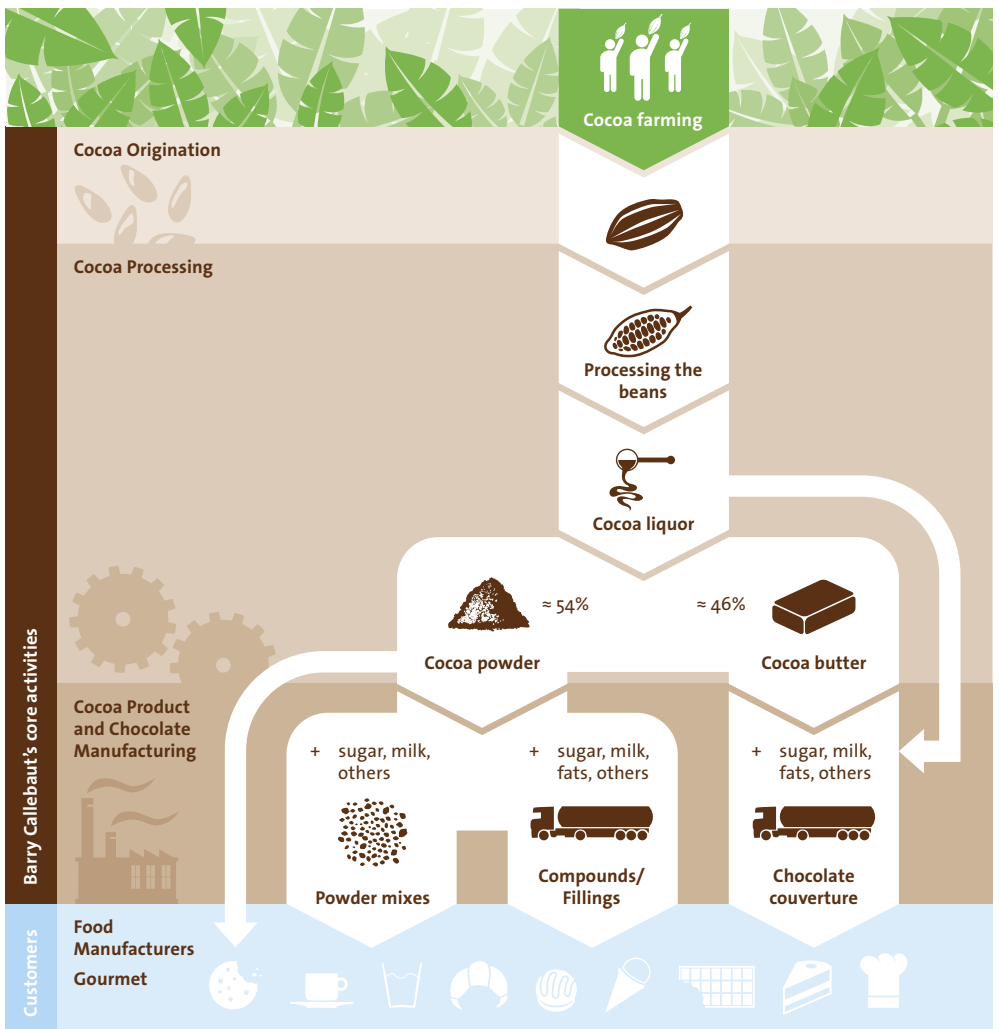 Cocoa farming
Cocoa Origination
Cocoa Processing
Processing the
beans
Cocoa liquor
≈ 54%
≈ 46%
Cocoa powder
Cocoa butter
Cocoa Product
and Chocolate
Manufacturing
+ sugar, milk,
others
+ sugar, milk,
fats, others
+ sugar, milk,
fats, others
Powder mixes
Compounds/
Fillings
Chocolate
couverture
Barry Callebaut's core activities
Food
Manufacturers
Gourmet
Customers